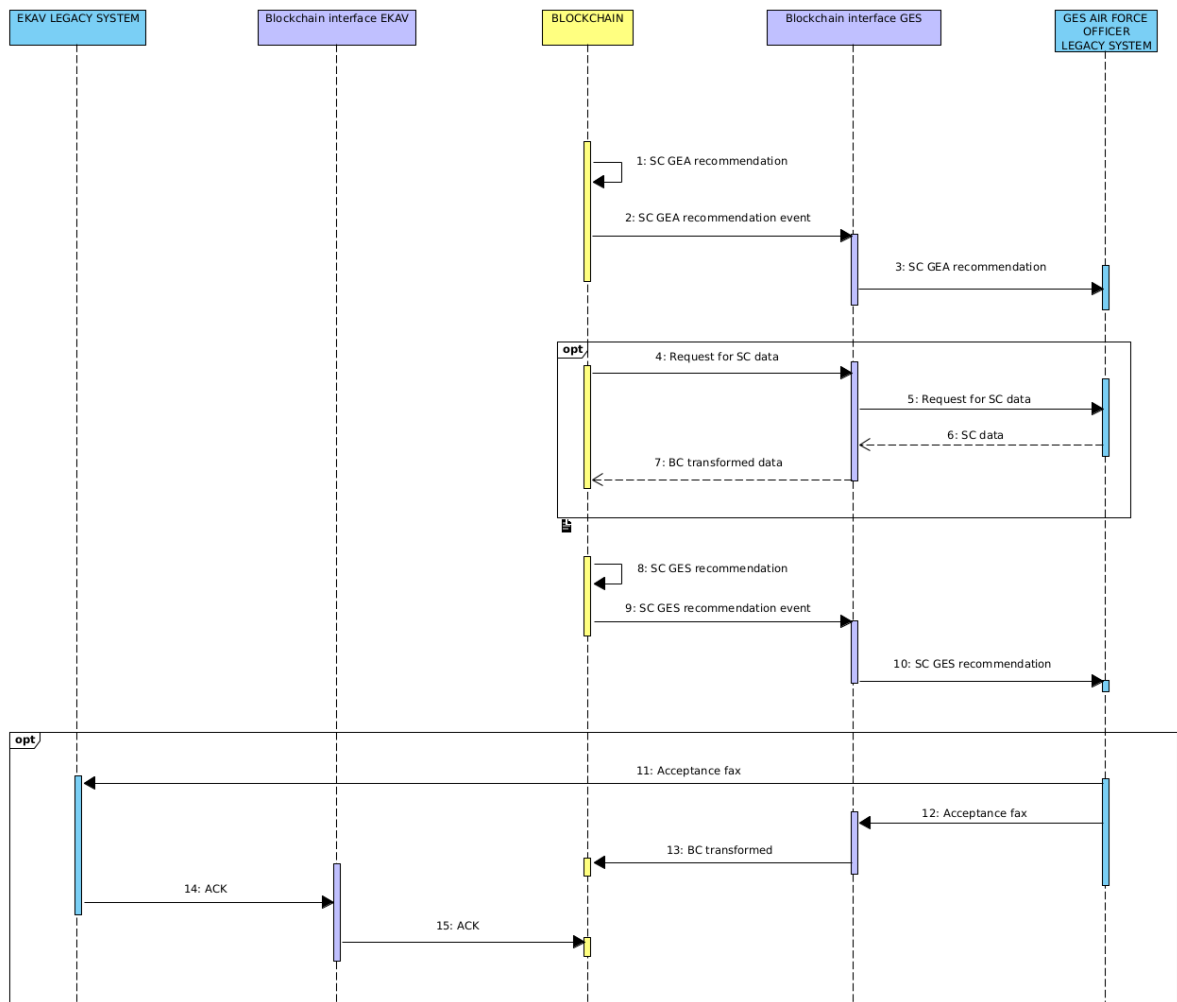 EKAV LEGACY SYSTEM
Blockchain interface EKAV
BLOCKCHAIN
Blockchain interface GES
GES AIR FORCE
OFFICER
LEGACY SYSTEM
1: SC GEA recommendation
2: SC GEA recommendation event
3: SC GEA recommendation
opt
4: Request for SC data
5: Request for SC data
6: SC data
7: BC transformed data
8: SC GES recommendation
9: SC GES recommendation event
10: SC GES recommendation
opt
11: Acceptance fax
12: Acceptance fax
13: BC transformed
14: ACK
15: ACK